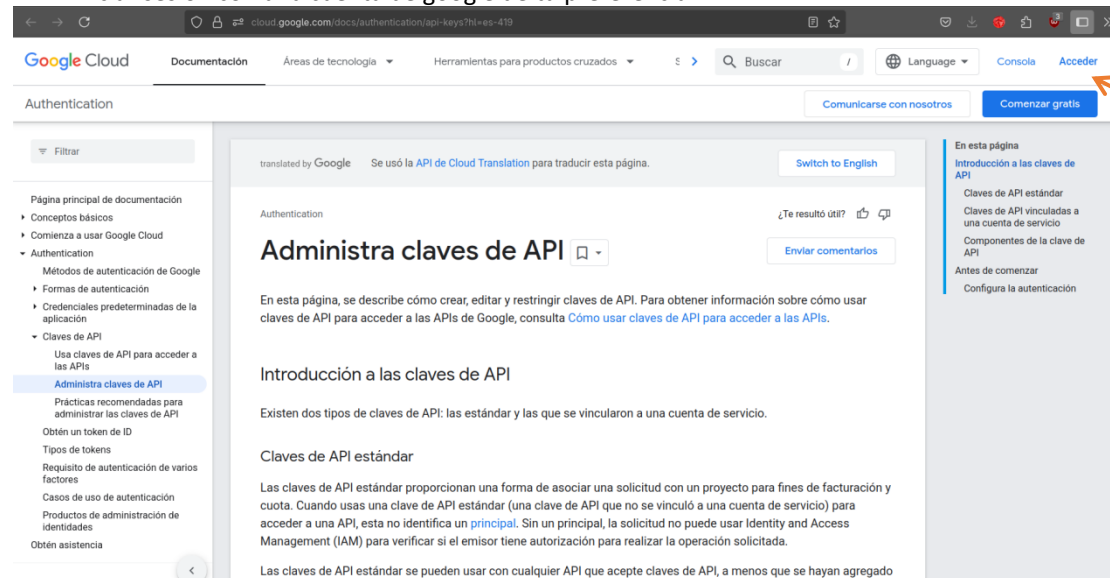 cloud.google.com/docs/authentication/api-keys?hl=es-419
3
Google Cloud
Documentación
Áreas de tecnología
Herramientas para productos cruzados
Buscar
/
Language
Consola
Acceder
Authentication
Comunicarse con nosotros
Comenzar gratis
Filtrar
Página principal de documentación
Conceptos básicos
Comienza a usar Google Cloud
Authentication
Métodos de autenticación de Google
Formas de autenticación
Credenciales predeterminadas de la
aplicación
Claves de API
Usa claves de API para acceder a
las APIs
Administra claves de API
Prácticas recomendadas para
administrar las claves de API
Obtén un token de ID
Tipos de tokens
Requisito de autenticación de varios
factores
Casos de uso de autenticación
Productos de administración de
identidades
Obtén asistencia
translated by Google
Se usó la API de Cloud Translation para traducir esta página.
Switch to English
Authentication
¿Te resultó útil?
Administra claves de API
Enviar comentarios
En esta página, se describe cómo crear, editar y restringir claves de API. Para obtener información sobre cómo usar
claves de API para acceder a las APIs de Google, consulta Cómo usar claves de API para acceder a las APIs.
Introducción a las claves de API
Existen dos tipos de claves de API: las estándar y las que se vincularon a una cuenta de servicio.
Claves de API estándar
Las claves de API estándar proporcionan una forma de asociar una solicitud con un proyecto para fines de facturación y
cuota. Cuando usas una clave de API estándar (una clave de API que no se vinculó a una cuenta de servicio) para
acceder a una API, esta no identifica un principal. Sin un principal, la solicitud no puede usar Identity and Access
Management (IAM) para verificar si el emisor tiene autorización para realizar la operación solicitada.
Las claves de API estándar se pueden usar con cualquier API que acepte claves de API, a menos que se hayan agregado
En esta página
Introducción a las claves de
API
Claves de API estándar
Claves de API vinculadas a
una cuenta de servicio
Componentes de la clave de
API
Antes de comenzar
Configura la autenticación